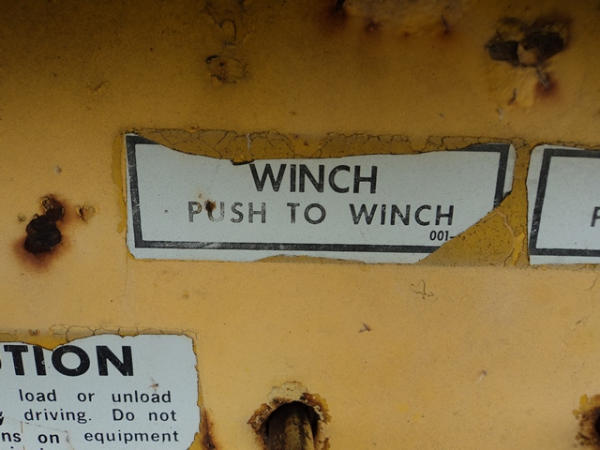 WINCH
PUSH TO WINCH
001-
TION
load or unload
driving. Do not
ns on equipment